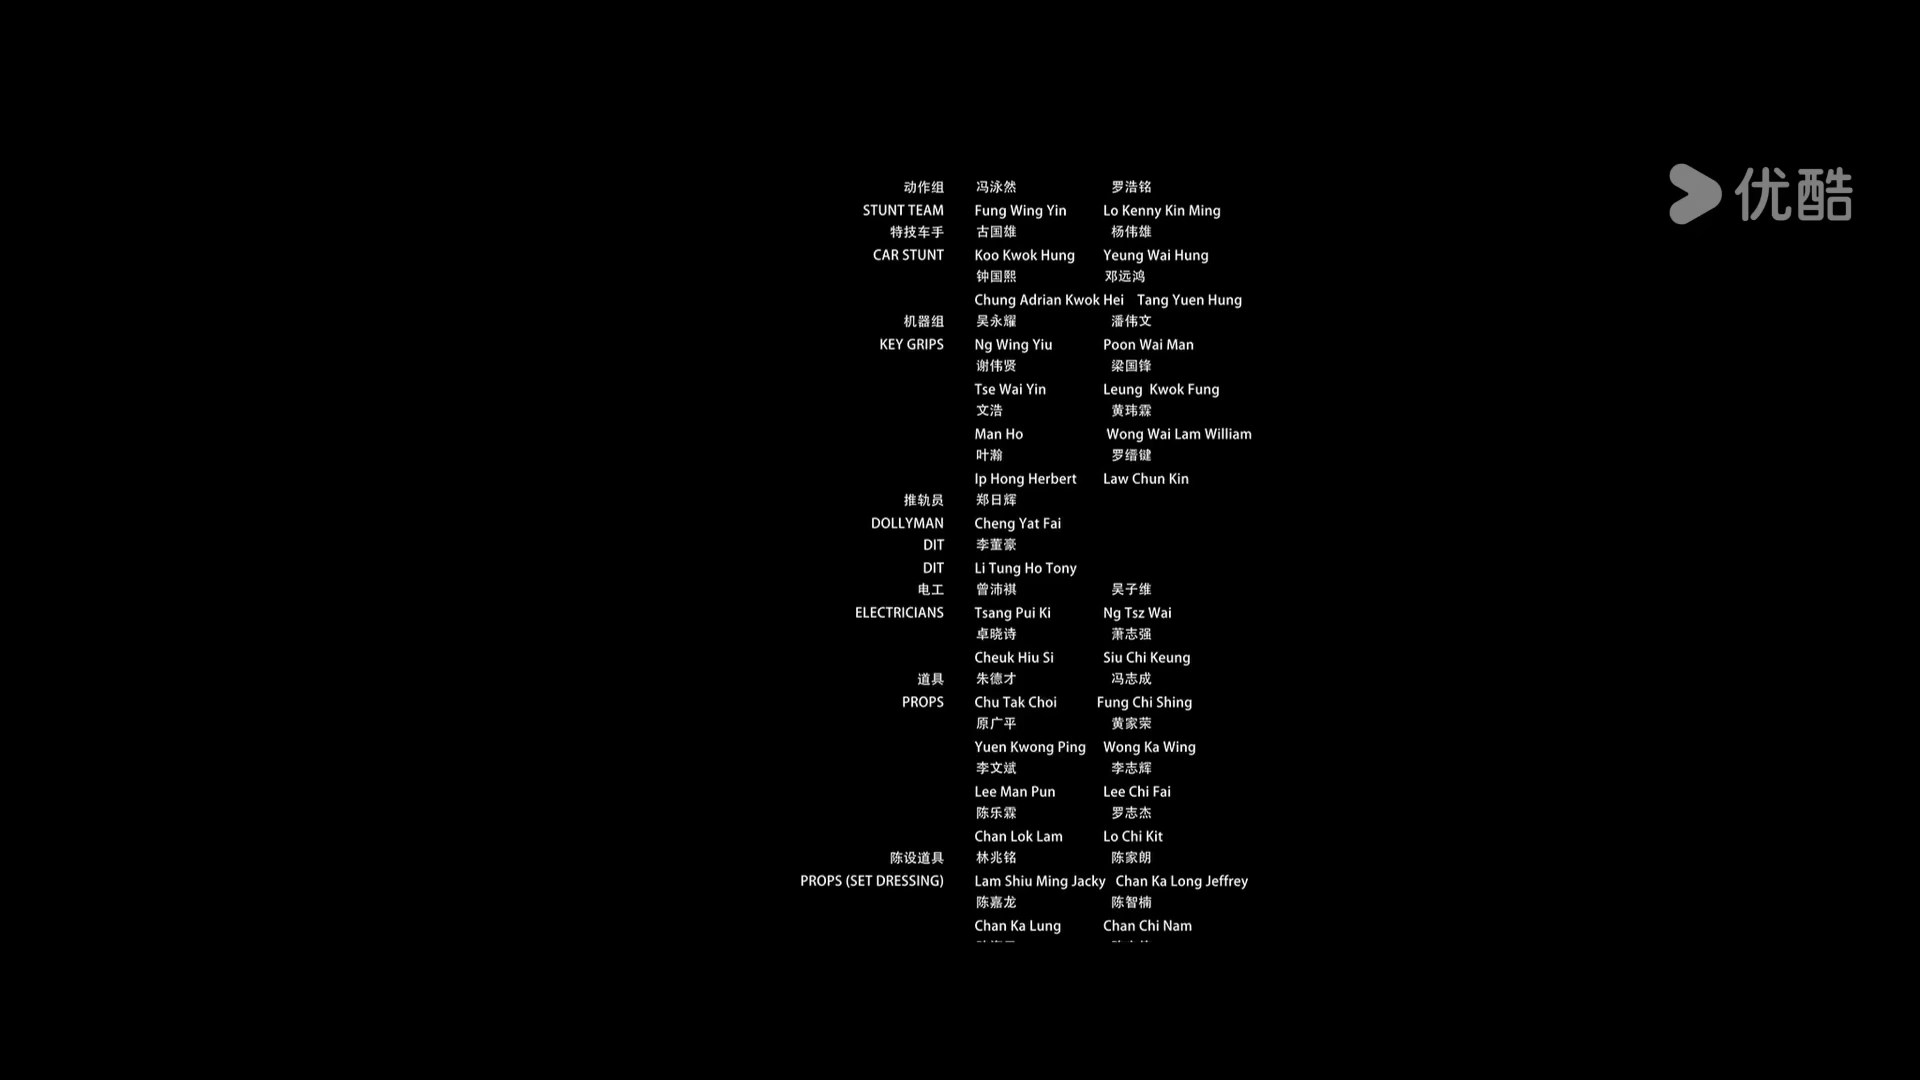 动作组 冯泳然 罗浩铭
STUNT TEAM Fung Wing Yin Lo Kenny Kin Ming
特技车手 古国雄 杨伟雄
CAR STUNT Koo Kwok Hung Yeung Wai Hung
钟国熙 邓远鸿
Chung Adrian Kwok Hei Tang Yuen Hung
机器组 吴永耀 潘伟文
KEY GRIPS Ng Wing Yiu Poon Wai Man
谢伟贤 梁国锋
Tse Wai Yin Leung Kwok Fung
文浩 黄玮霖
Man Ho Wong Wai Lam William
叶瀚 罗缙键
Ip Hong Herbert Law Chun Kin
推轨员 郑日辉
DOLLYMAN Cheng Yat Fai
DIT 李董豪
DIT Li Tung Ho Tony
电工 曾沛祺 吴子维
ELECTRICIANS Tsang Pui Ki Ng Tsz Wai
卓晓诗 萧志强
Cheuk Hiu Si Siu Chi Keung
道具 朱德才 冯志成
PROPS Chu Tak Choi Fung Chi Shing
原广平 黄家荣
Yuen Kwong Ping Wong Ka Wing
李文斌 李志辉
Lee Man Pun Lee Chi Fai
陈乐霖 罗志杰
Chan Lok Lam Lo Chi Kit
陈设道具 林兆铭 陈家朗
PROPS (SET DRESSING) Lam Shiu Ming Jacky Chan Ka Long Jeffrey
陈嘉龙 陈智楠
Chan Ka Lung Chan Chi Nam
优酷